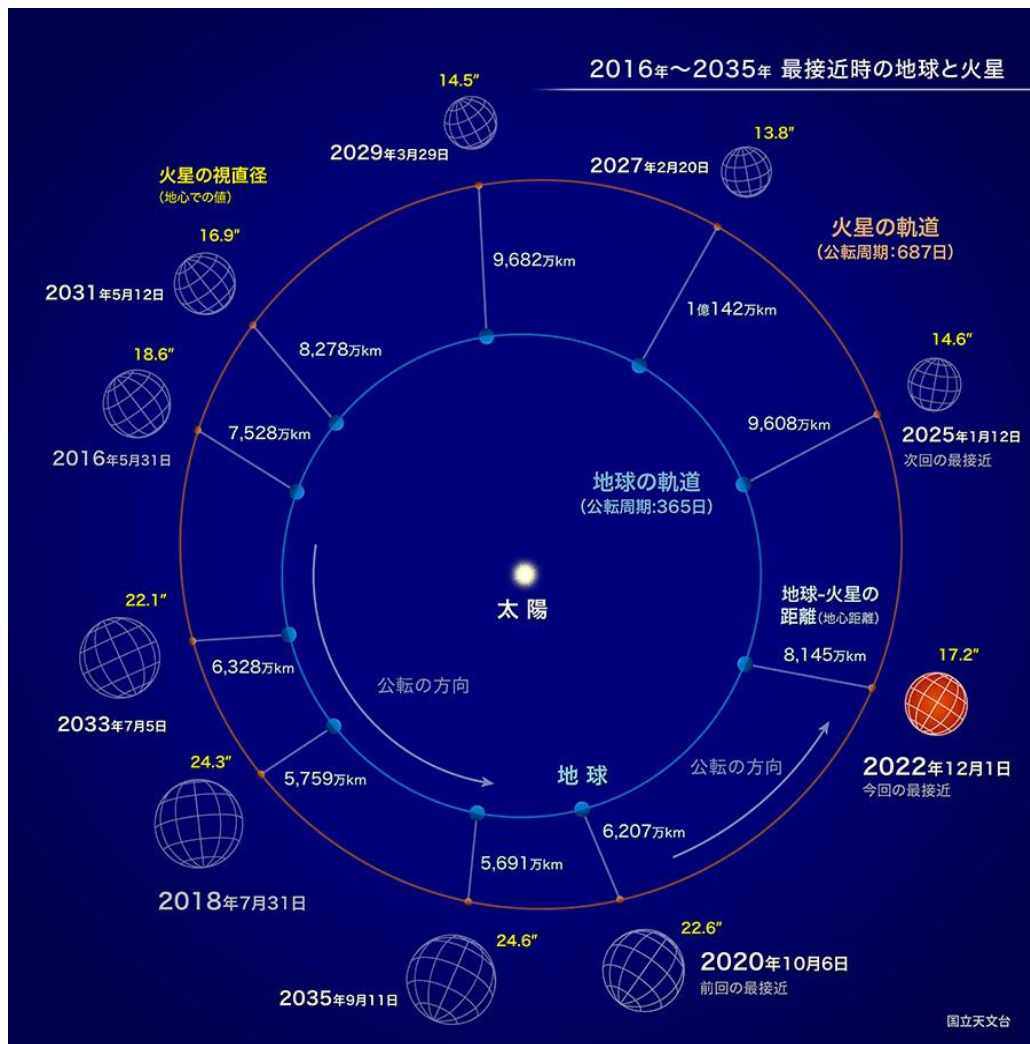 2016年～2035年 最接近時の地球と火星
14.5″
2029年3月29日
13.8″
2027年2月20日
火星の視直径
(地心での値)
火星の軌道
(公転周期:687日)
16.9″
2031年5月12日
9,682万km
1億142万km
18.6″
2016年5月31日
8,278万km
7,528万km
14.6″
2025年1月12日
次回の最接近
9,608万km
地球の軌道
(公転周期:365日)
太陽
地球-火星の
距離(地心距離)
8,145万km
22.1″
2033年7月5日
6,328万km
公転の方向
17.2″
2022年12月1日
今回の最接近
24.3″
2018年7月31日
5,759万km
地球
公転の方向
5,691万km
6,207万km
24.6″
2035年9月11日
22.6″
2020年10月6日
前回の最接近
国立天文台